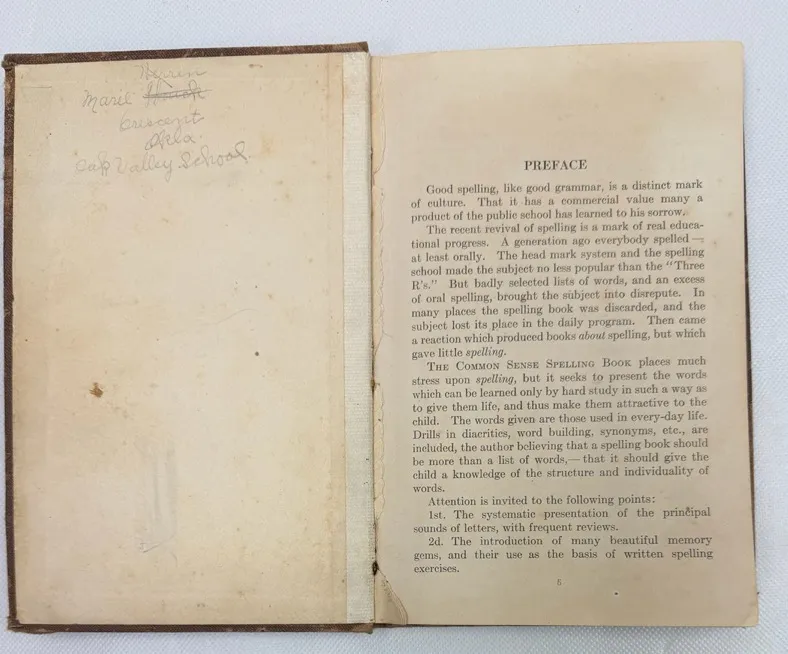 Herren
Marie
Crescent
Okla.
Oak Valley School
PREFACE
Good spelling, like good grammar, is a distinct mark
of culture. That it has a commercial value many a
product of the public school has learned to his sorrow.
The recent revival of spelling is a mark of real educa-
tional progress. A generation ago everybody spelled —
at least orally. The head mark system and the spelling
school made the subject no less popular than the "Three
R's." But badly selected lists of words, and an excess
of oral spelling, brought the subject into disrepute. In
many places the spelling book was discarded, and the
subject lost its place in the daily program. Then came
a reaction which produced books about spelling, but which
gave little spelling.
THE COMMON SENSE SPELLING BOOK places much
stress upon spelling, but it seeks to present the words
which can be learned only by hard study in such a way as
to give them life, and thus make them attractive to the
child. The words given are those used in every-day life.
Drills in diacritics, word building, synonyms, etc., are
included, the author believing that a spelling book should
be more than a list of words,— that it should give the
child a knowledge of the structure and individuality of
words.
Attention is invited to the following points:
1st. The systematic presentation of the principal
sounds of letters, with frequent reviews.
2d. The introduction of many beautiful memory
gems, and their use as the basis of written spelling
exercises.
5